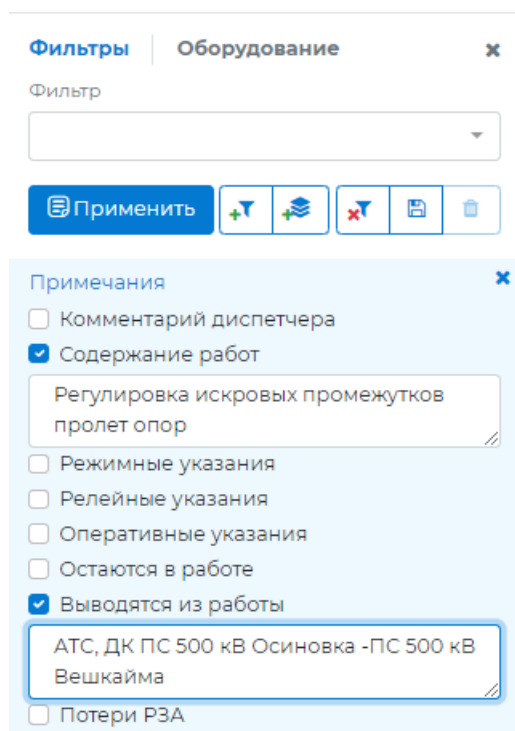 Фильтры Оборудование
Фильтр
Применить
Примечания
Комментарий диспетчера
Содержание работ
Регулировка искровых промежутков
пролет опор
Режимные указания
Релейные указания
Оперативные указания
Остаются в работе
Выводятся из работы
АТС, ДК ПС 500 кВ Осиновка -ПС 500 кВ
Вешкайма
Потери РЗА